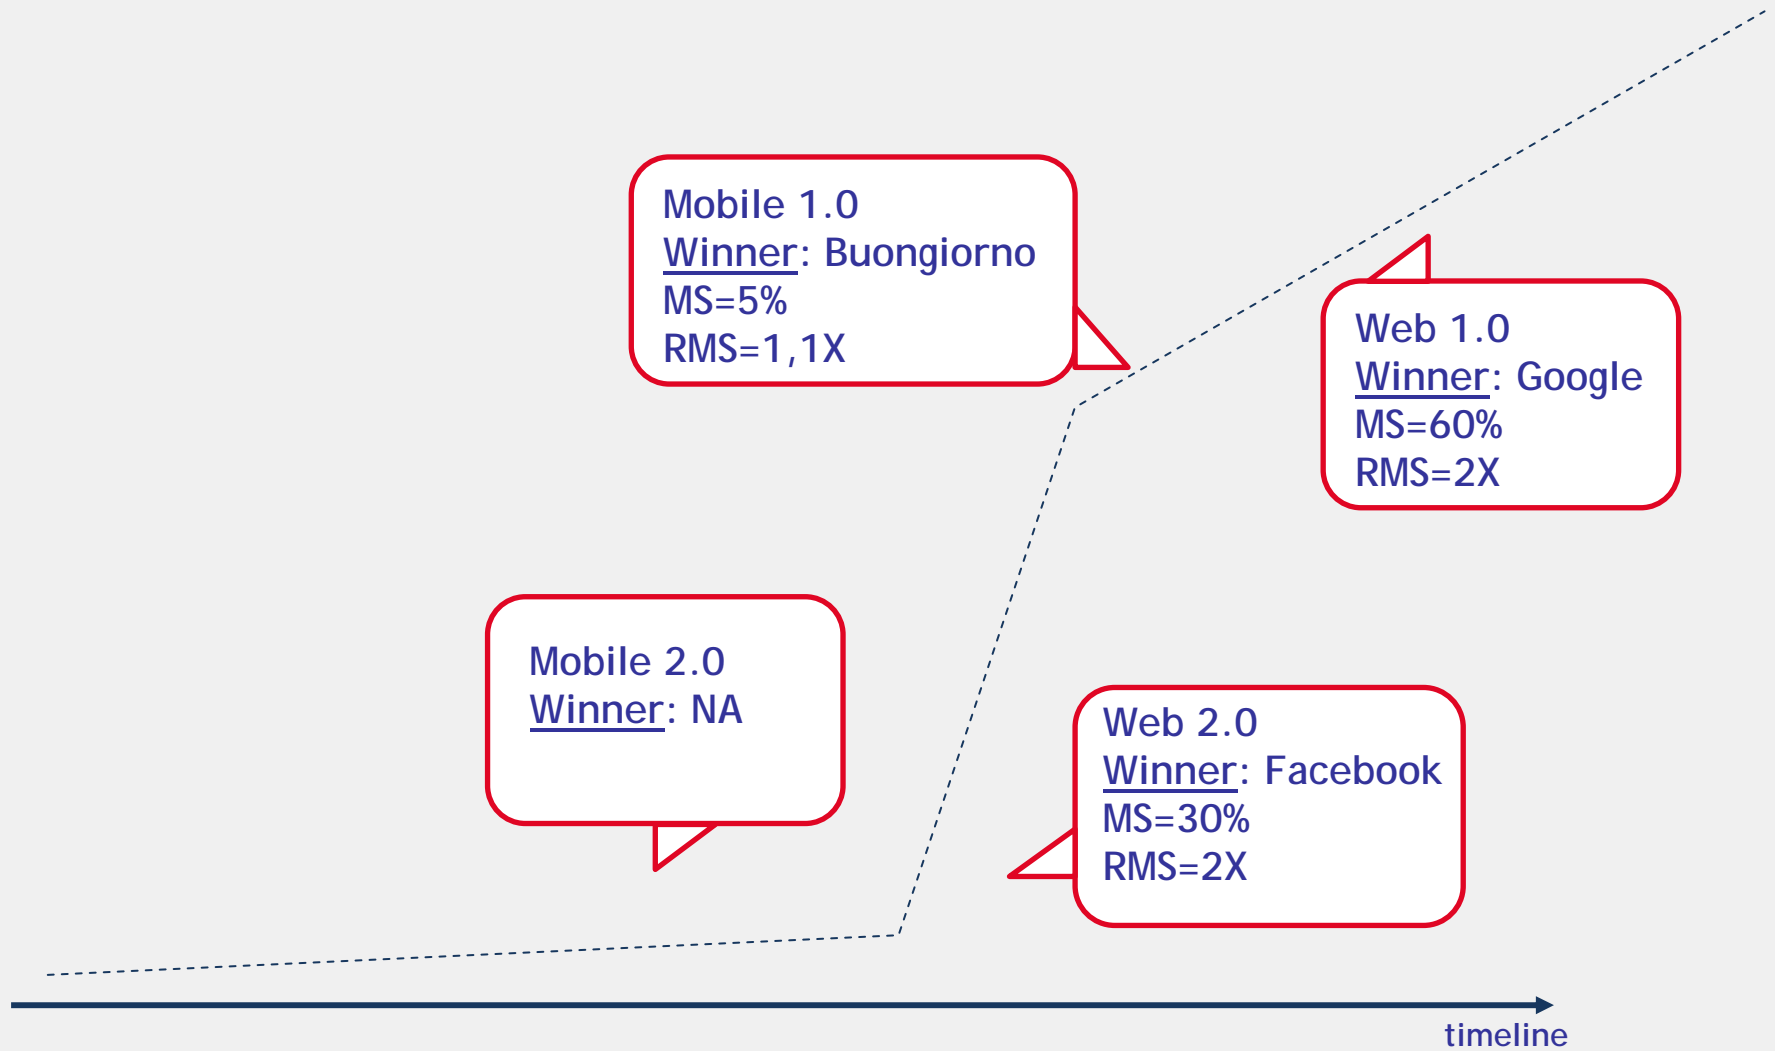 Mobile 1.0
Winner: Buongiorno
MS=5%
RMS=1,1X
Web 1.0
Winner: Google
MS=60%
RMS=2X
Mobile 2.0
Winner: NA
Web 2.0
Winner: Facebook
MS=30%
RMS=2X
timeline